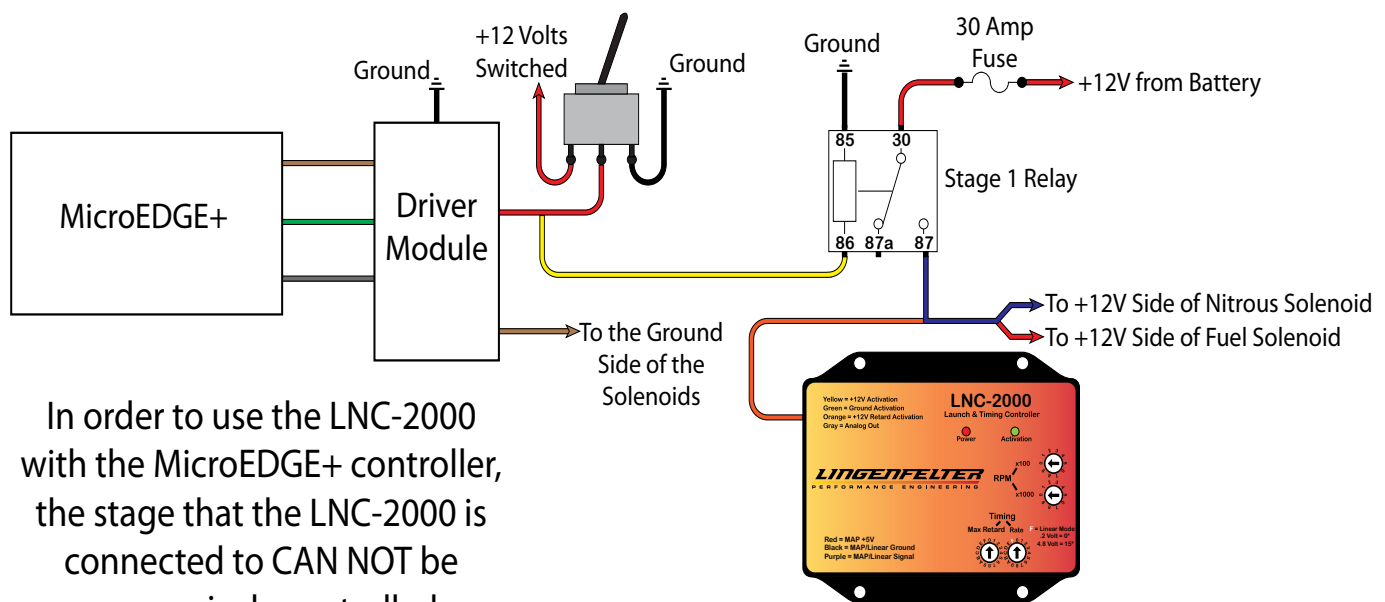 +12 Volts
Switched
Ground
Ground
Ground
30 Amp
Fuse
+12V from Battery
MicroEDGE+
Driver
Module
85
30
86
87a
87
Stage 1 Relay
To the Ground
Side of the
Solenoids
To +12V Side of Nitrous Solenoid
To +12V Side of Fuel Solenoid
In order to use the LNC-2000
with the MicroEDGE+ controller,
the stage that the LNC-2000 is
connected to CAN NOT be
Yellow = +12V Activation
Green = Ground Activation
Orange = +12V Retard Activation
Gray = Analog Out
LNC-2000
Launch & Timing Controller
Power
Activation
LINGENFELTER
PERFORMANCE ENGINEERING
RPM
x100
x1000
Timing
Max Retard
Rate
F = Linear Mode
.2 Volt = 0°
4.8 Volt = 15°
Red = MAP +5V
Black = MAP/Linear Ground
Purple = MAP/Linear Signal